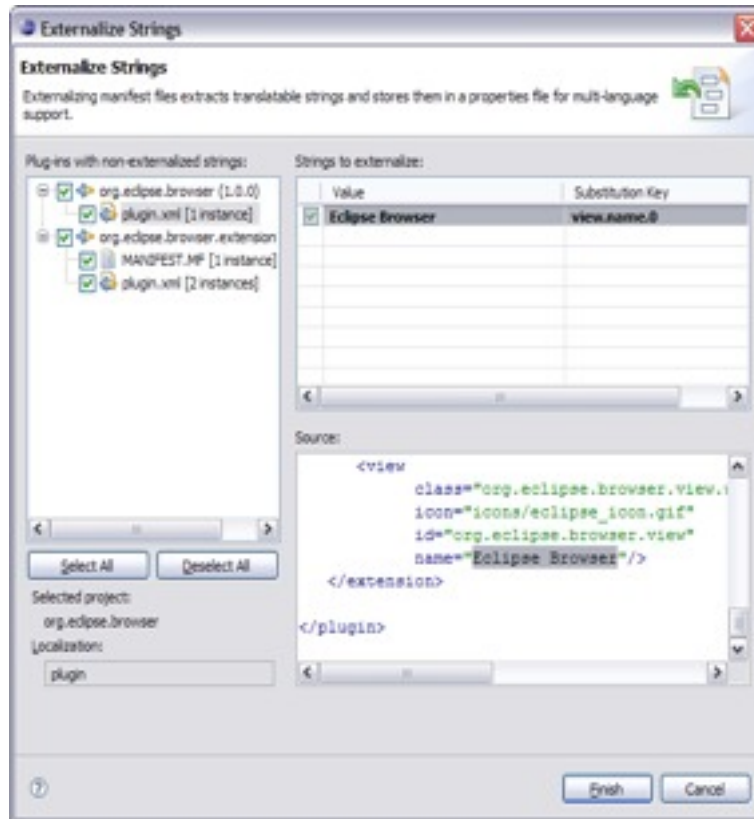 Externalize Strings
Externalize Strings
Externalizing manifest files extracts translatable strings and stores them in a properties file for multi-language
support.
Plug-ins with non-externalized strings:
org.eclipse.browser (1.0.0)
plugin.xml [1 instance]
org.eclipse.browser.extension
MANIFEST.MF [1 instance]
plugin.xml [2 instances]
Select All Deselect All
Selected project:
org.eclipse.browser
Localization:
plugin
Strings to externalize:
Value Substitution Key
Eclipse Browser view.name.0
Source:
<view
class="org.eclipse.browser.view.
icon="icons/eclipse_icon.gif"
id="org.eclipse.browser.view"
name="Eclipse Browser"/>
</extension>
</plugin>
Finish Cancel